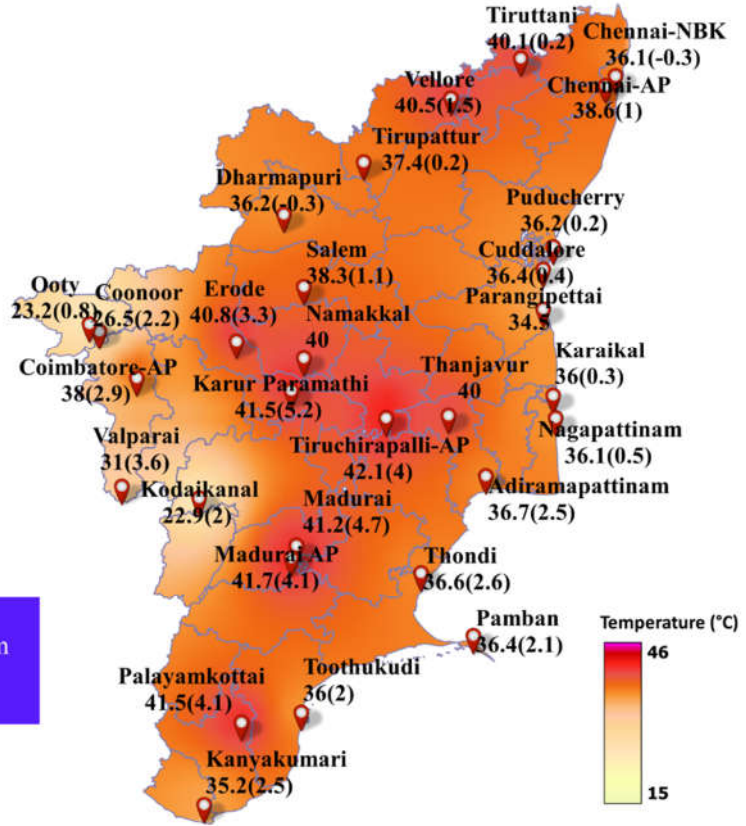 Tiruttani
40.1(0.2)
Chennai-NBK
36.1(-0.3)
Vellore
40.5(1.5)
Chennai-AP
38.6(1)
Tirupattur
37.4(0.2)
Dharmapuri
36.2(-0.3)
Puducherry
36.2(0.2)
Salem
38.3(1.1)
Cuddalore
36.4(0.4)
Ooty
23.2(0.8)
Coonoor
26.5(2.2)
Erode
40.8(3.3)
Namakkal
40
Parangipettai
34.5
Coimbatore-AP
38(2.9)
Karur Paramathi
41.5(5.2)
Thanjavur
40
Karaikal
36(0.3)
Valparai
31(3.6)
Tiruchirapalli-AP
42.1(4)
Nagapattinam
36.1(0.5)
Kodaikanal
22.9(2)
Madurai
41.2(4.7)
Adiramapattinam
36.7(2.5)
Madurai AP
41.7(4.1)
Thondi
36.6(2.6)
Pamban
36.4(2.1)
Temperature (°C)
46
15
Palayamkottai
41.5(4.1)
Toothukudi
36(2)
Kanyakumari
35.2(2.5)